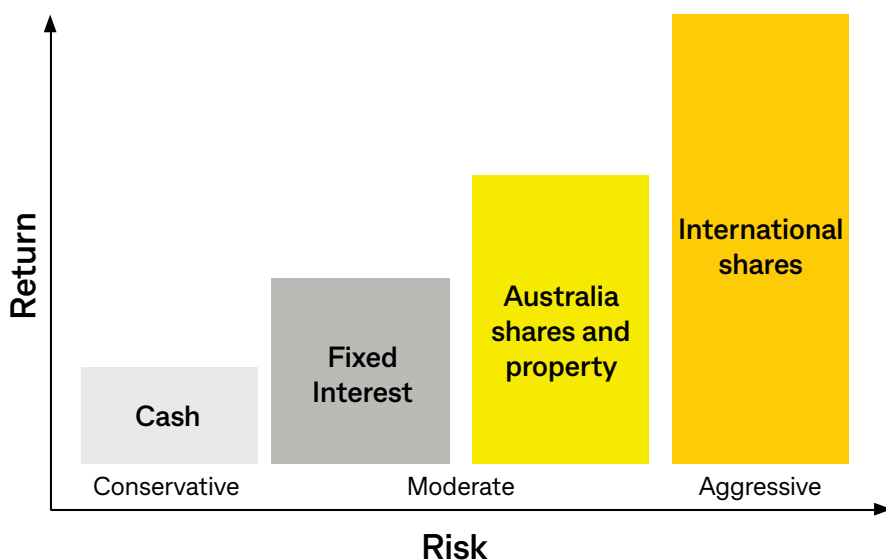 Return
International
shares
Australia
shares and
property
Fixed
Interest
Cash
Conservative
Moderate
Aggressive
Risk